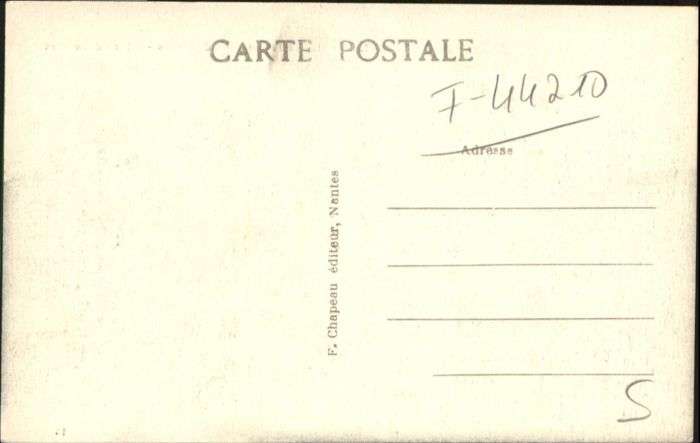 CARTE POSTALE
F-44210
Adresse
F. Chapeau éditeur, Nantes
S